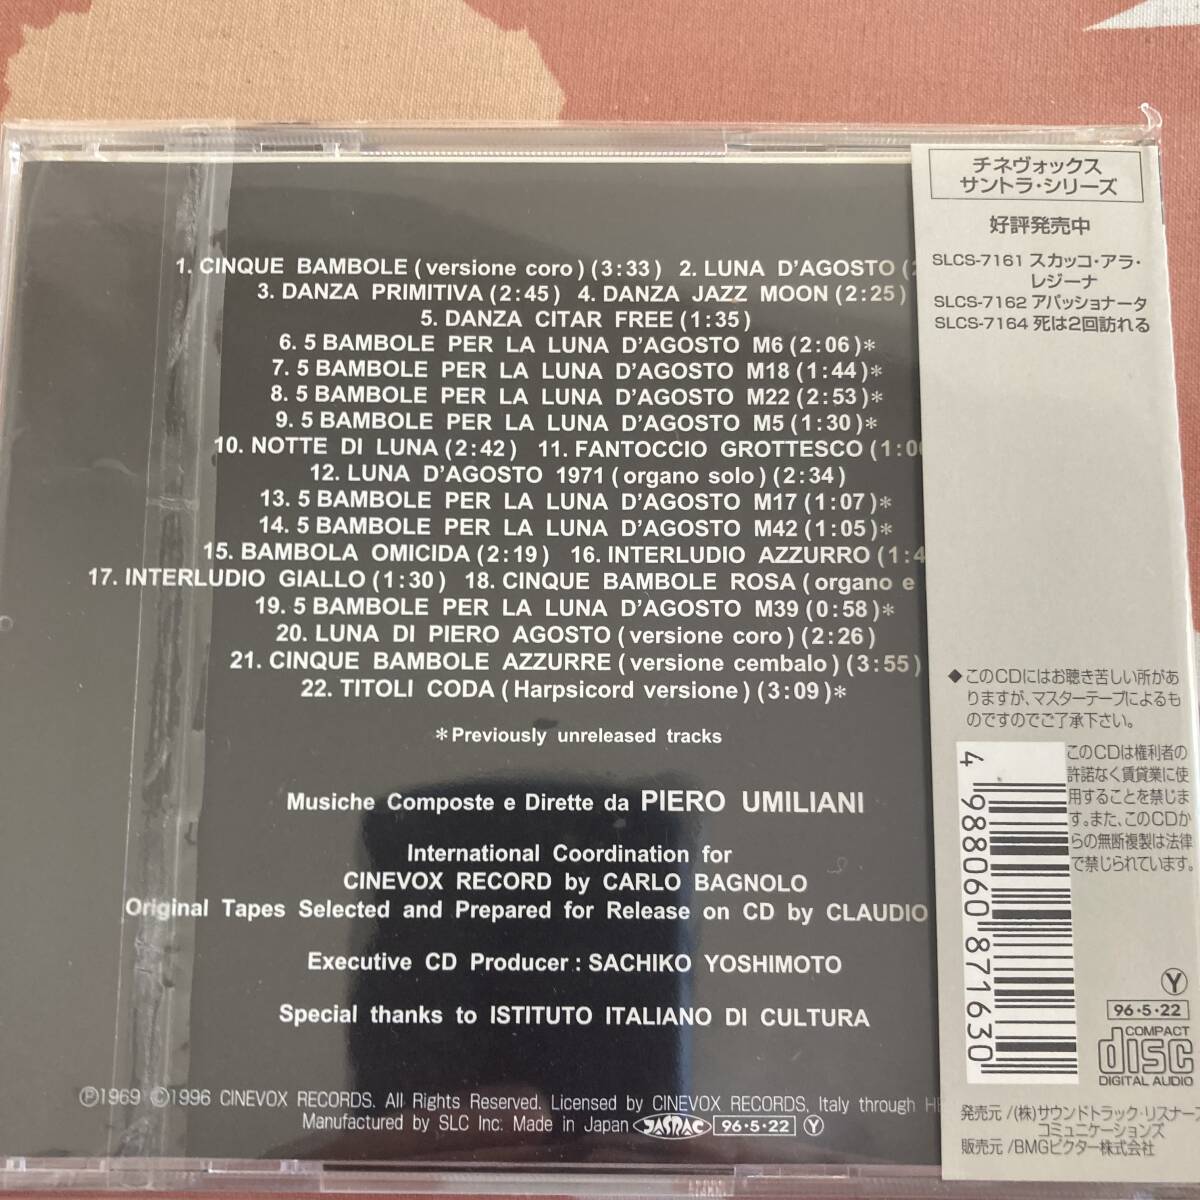 1. CINQUE BAMBOLE (versione coro) (3:33) 2. LUNA D'AGOSTO
3. DANZA PRIMITIVA (2:45) 4. DANZA JAZZ MOON (2:25)
5. DANZA CITAR FREE (1:35)
6. 5 BAMBOLE PER LA LUNA D'AGOSTO M6 (2:06)*
7. 5 BAMBOLE PER LA LUNA D'AGOSTO M18 (1:44)*
8. 5 BAMBOLE PER LA LUNA D'AGOSTO M22 (2:53)*
9. 5 BAMBOLE PER LA LUNA D'AGOSTO M5 (1:30)*
10. NOTTE DI LUNA (2:42) 11. FANTOCCIO GROTTESCO
12. LUNA D'AGOSTO 1971 (organo solo) (2:34)
13. 5 BAMBOLE PER LA LUNA D'AGOSTO M17 (1:07)*
14. 5 BAMBOLE PER LA LUNA D'AGOSTO M42 (1:05)*
15. BAMBOLA OMICIDA (2:19) 16. INTERLUDIO AZZURRO
17. INTERLUDIO GIALLO (1:30) 18. CINQUE BAMBOLE ROSA (organo e
19. 5 BAMBOLE PER LA LUNA D'AGOSTO M39 (0:58)*
20. LUNA DI PIERO AGOSTO (versione coro) (2:26)
21. CINQUE BAMBOLE AZZURRE (versione cembalo) (3:55)
22. TITOLI CODA (Harpsicord versione) (3:09)*
*Previously unreleased tracks
Musiche Composte e Dirette da PIERO UMILIANI
International Coordination for
CINEVOX RECORD by CARLO BAGNOLO
Original Tapes Selected and Prepared for Release on CD by CLAUDIO
Executive CD Producer : SACHIKO YOSHIMOTO
Special thanks to ISTITUTO ITALIANO DI CULTURA
Ⓟ1969 ©1996 CINEVOX RECORDS. All Rights Reserved. Licensed by CINEVOX RECORDS, Italy through
Manufactured by SLC Inc. Made in Japan JASRAC 96・5・22 Ⓨ
チネヴォックス
サントラ・シリーズ
好評発売中
SLCS-7161 スカッコ・アラ・
レジーナ
SLCS-7162 アパッショナータ
SLCS-7164 死は2回訪れる
◆このCDにはお聴き苦しい所があ
りますが、マスターテープによるも
のですのでご了承下さい。
このCDは権利者の
許諾なく賃貸業に使
用することを禁じま
す。また、このCDか
らの無断複製は法律
で禁じられています。
4 988060 871630
Ⓨ
96・5・22
COMPACT
disc
DIGITAL AUDIO
発売元/(株)サウンドトラック・リスナーズ
コミュニケーションズ
販売元/BMGビクター株式会社